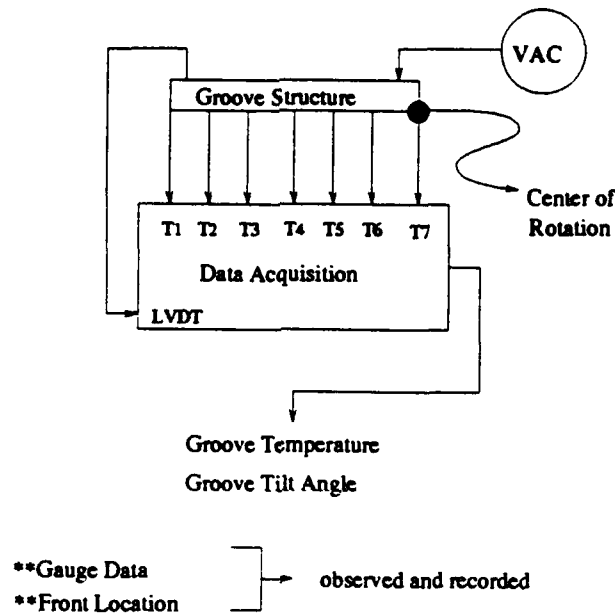 VAC
Groove Structure
Center of
Rotation
T1 T2 T3 T4 T5 T6 T7
Data Acquisition
LVDT
Groove Temperature
Groove Tilt Angle
**Gauge Data
**Front Location
observed and recorded